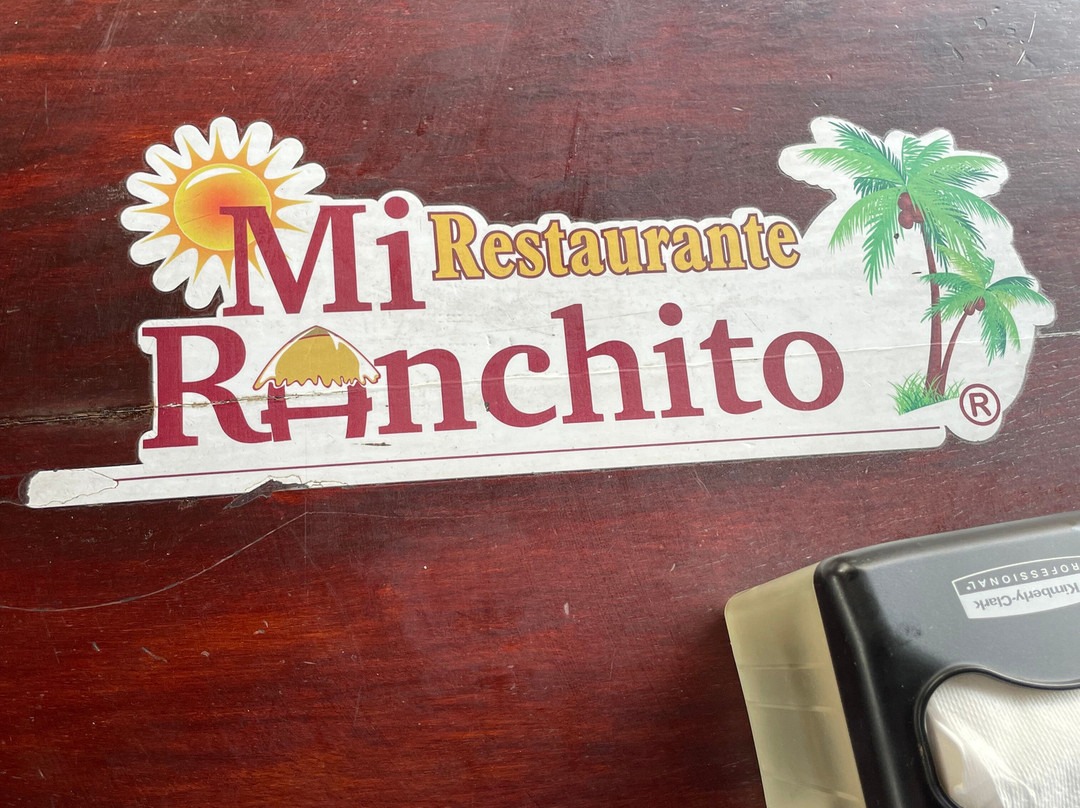 Mi Restaurante
Ranchito
®
Kimberly-Clark
PROFESSIONAL*